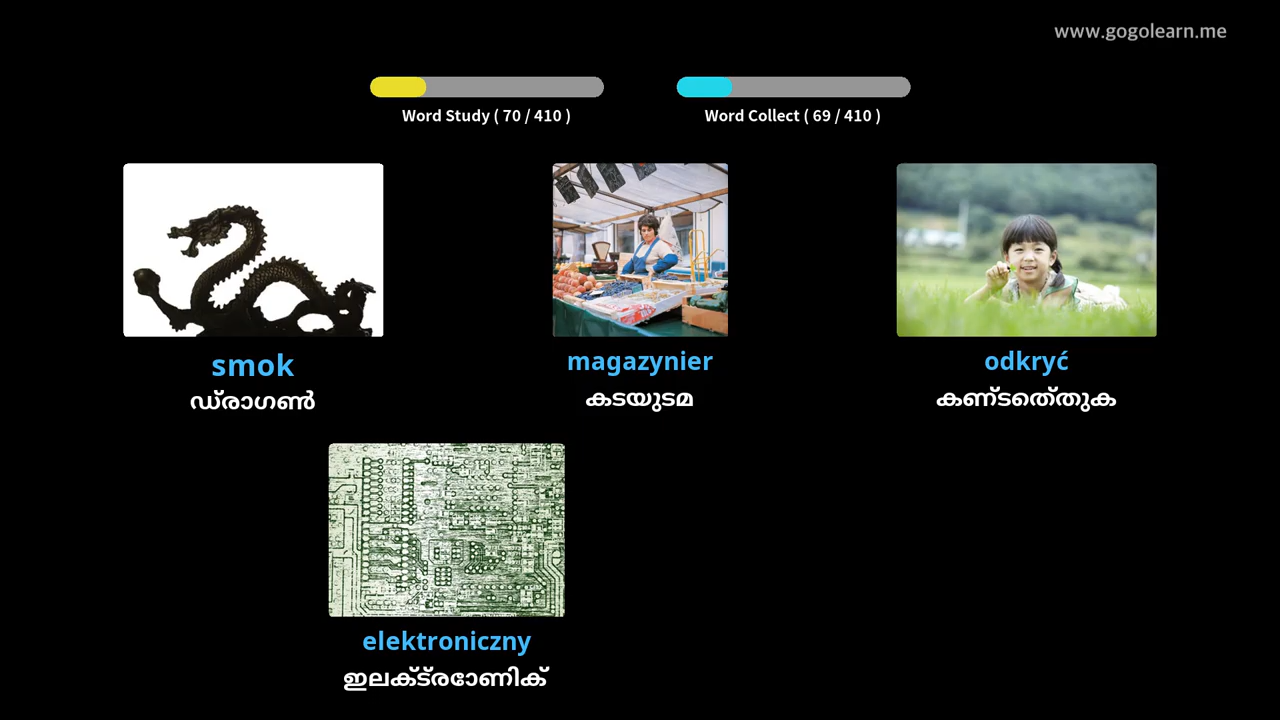 www.gogolearn.me
Word Study ( 70 / 410 )
Word Collect ( 69 / 410 )
smok
ഡ്രാഗൺ
magazynier
കടയുടമ
odkryć
കണ്ടെത്തുക
elektroniczny
ഇലക്ട്രോണിക്